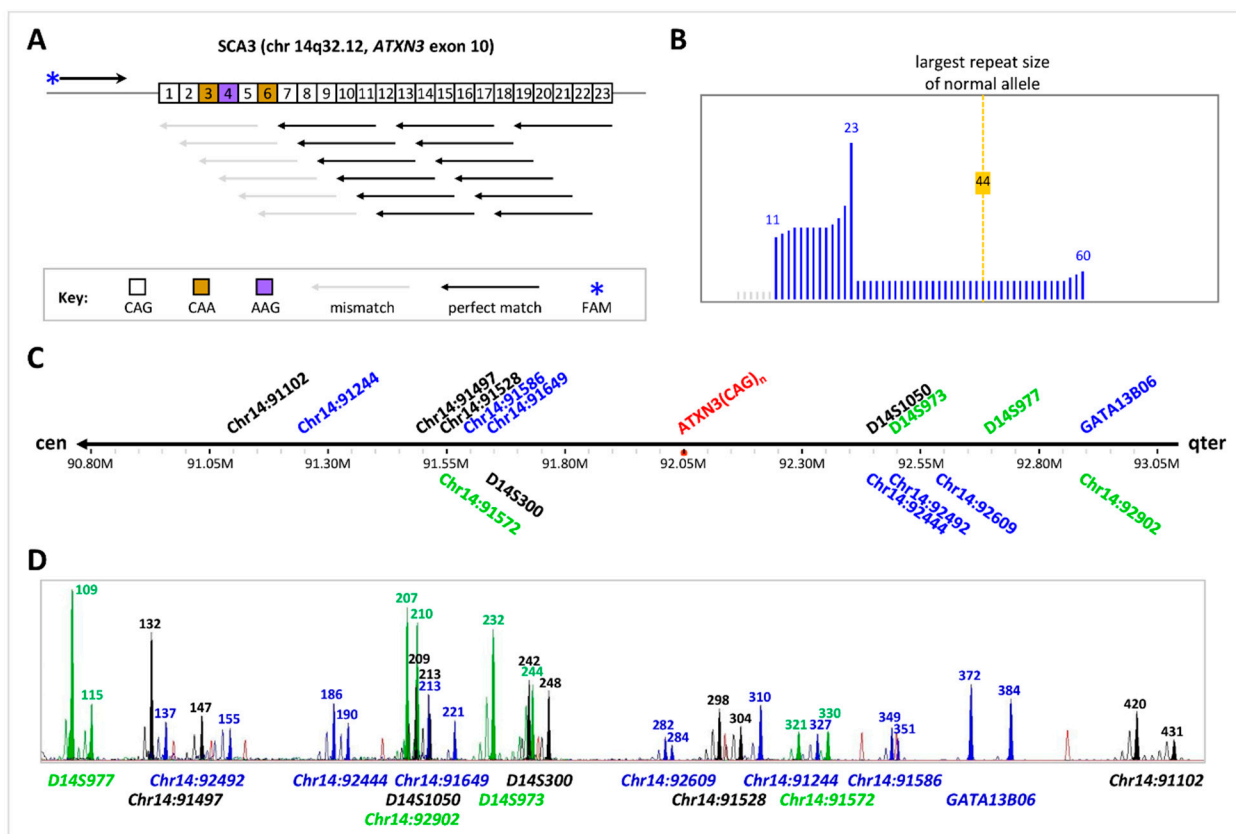 A
SCA3 (chr 14q32.12, ATXN3 exon 10)
*
1 2 3 4 5 6 7 8 9 10 11 12 13 14 15 16 17 18 19 20 21 22 23
Key:
CAG
CAA
AAG
mismatch
perfect match
*
FAM
B
largest repeat size
of normal allele
11
23
44
60
C
Chr14:91102
Chr14:91244
Chr14:91497
Chr14:91528
Chr14:91586
Chr14:91649
ATXN3(CAG)n
D14S1050
D14S973
D14S977
GATA13B06
cen
qter
90.80M 91.05M 91.30M 91.55M 91.80M 92.05M 92.30M 92.55M 92.80M 93.05M
Chr14:91572
D14S300
Chr14:92444
Chr14:92492
Chr14:92609
Chr14:92902
D
109
115
132
137
147
155
186
190
207
210
209
213
213
221
232
242
244
248
282
284
298
304
310
321
327
330
349
351
372
384
420
431
D14S977 Chr14:92492 Chr14:92444 Chr14:91649 D14S300 Chr14:92609 Chr14:91244 Chr14:91586 Chr14:91102
Chr14:91497 D14S1050 D14S973 Chr14:91528 Chr14:91572 GATA13B06
Chr14:92902